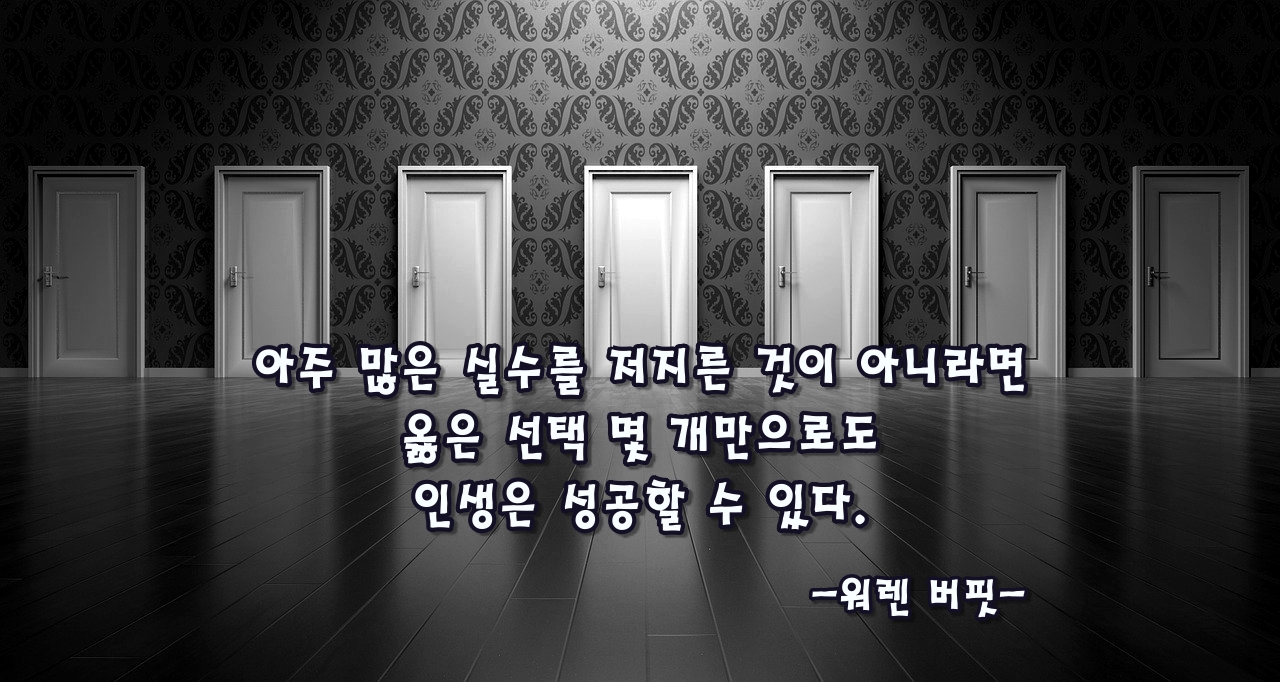 아주 많은 실수를 저지른 것이 아니라면
옳은 선택 몇 개만으로도
인생은 성공할 수 있다.
-워렌 버핏-